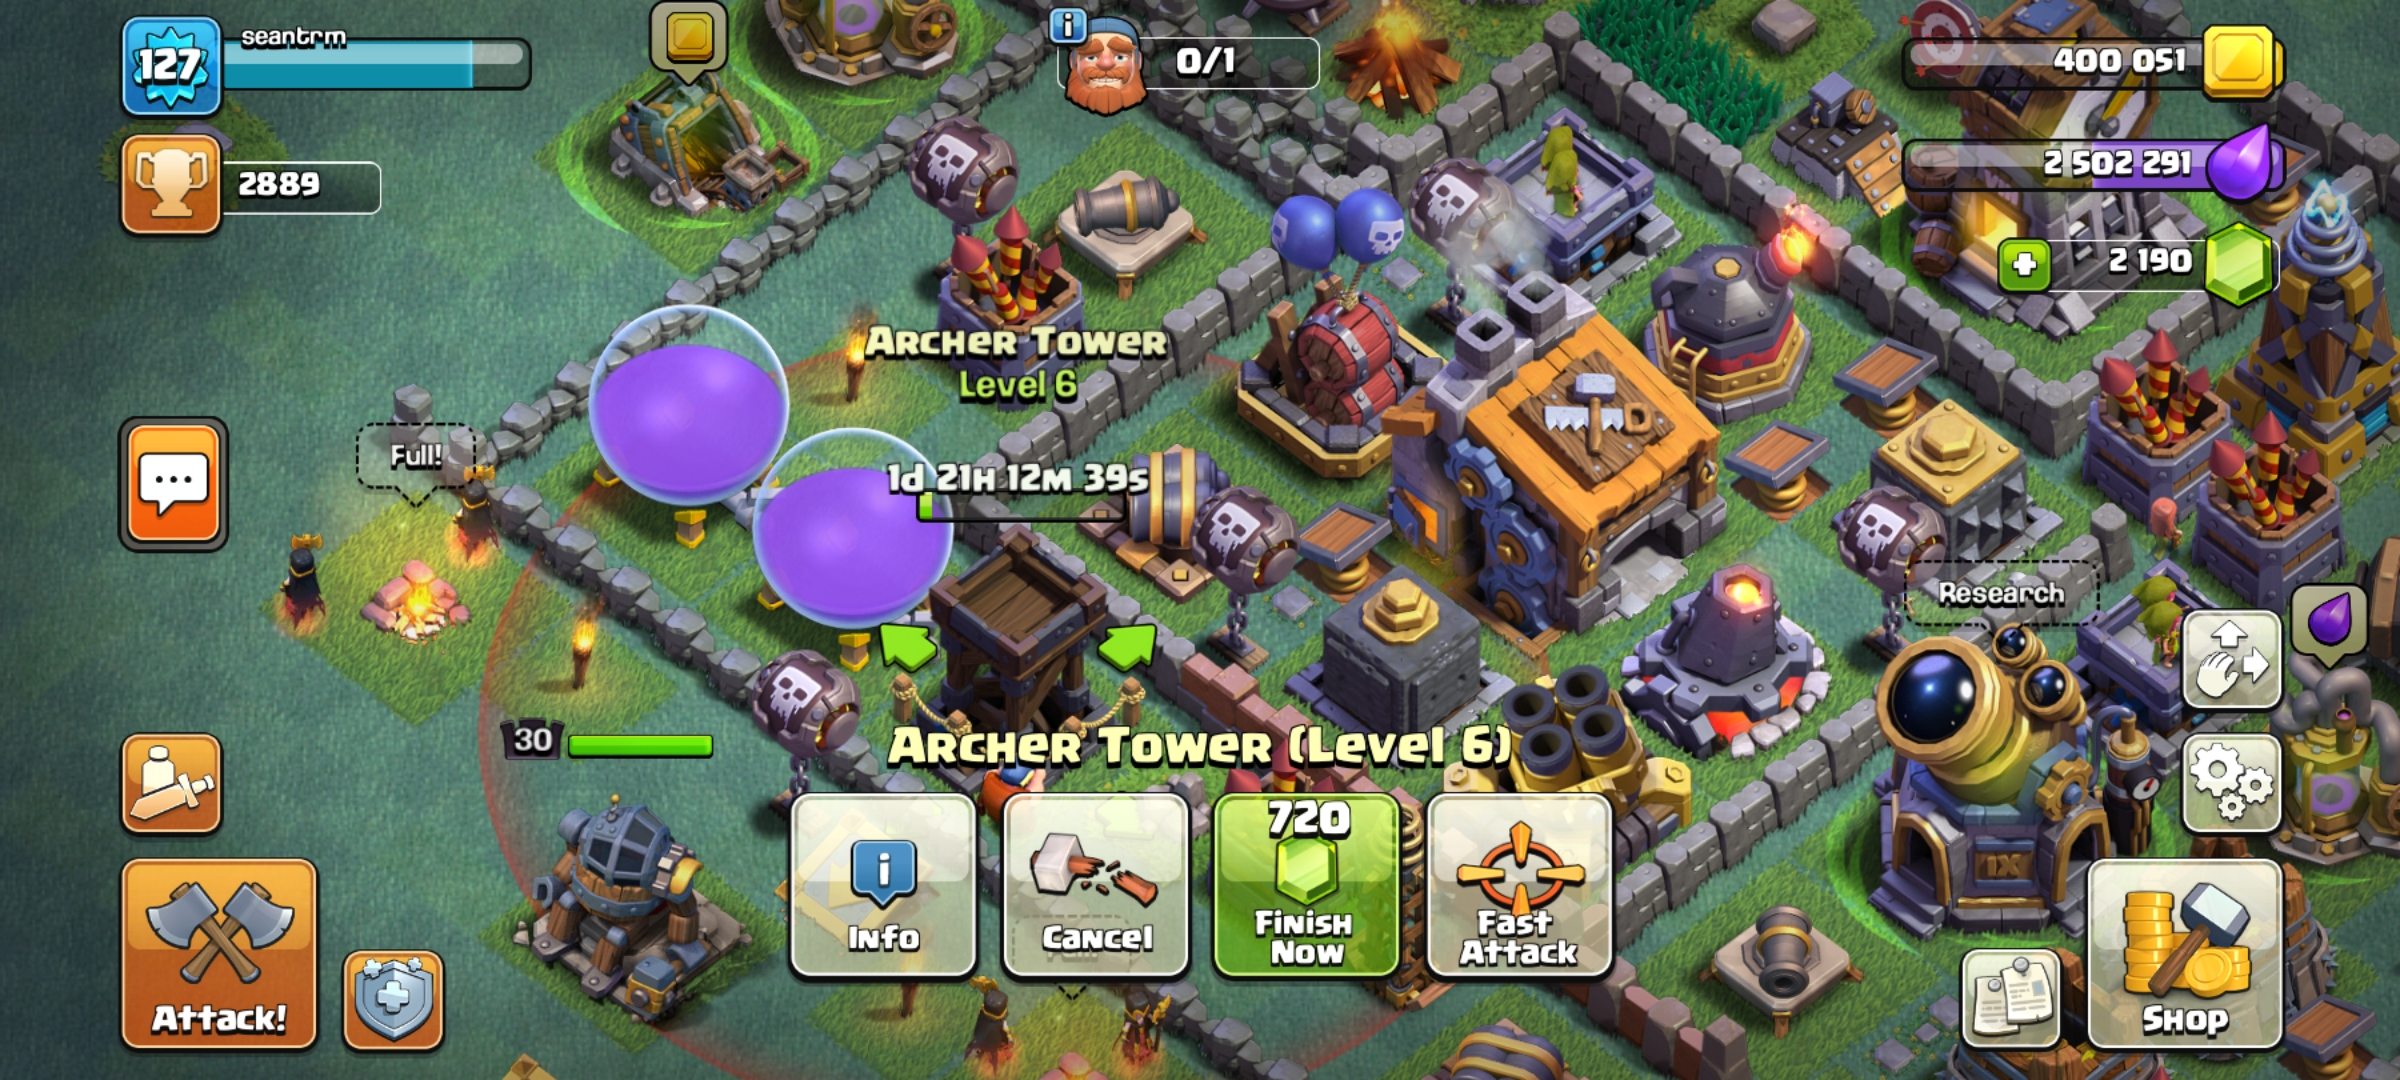 127
seantrm
0/1
400 051
2889
2 502 291
2 190
Archer Tower
Level 6
Full!
1d 21H 12M 39s
Research
30
Archer Tower (Level 6)
720
Info
Cancel
Finish
Now
Fast
Attack
IX
Attack!
Shop